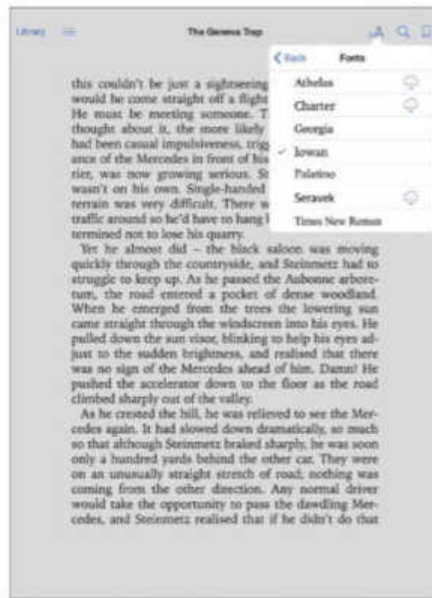 Library
The Geneva Trap
AA
Back
Fonts
Athelas
Charter
Georgia
Iowan
Palatino
Seravek
Times New Roman
this couldn't be just a sightseeing
would he come straight off a flight
He must be meeting someone. T
thought about it, the more likely
had been casual impulsiveness, trigg
ance of the Mercedes in front of his
rier, was now growing serious. St
wasn't on his own. Single-handed
terrain was very difficult. There w
traffic around so he'd have to hang b
termined not to lose his quarry.
Yet he almost did – the black saloon was moving
quickly through the countryside, and Steinmetz had to
struggle to keep up. As he passed the Aubonne arbore-
tum, the road entered a pocket of dense woodland.
When he emerged from the trees the lowering sun
came straight through the windscreen into his eyes. He
pulled down the sun visor, blinking to help his eyes ad-
just to the sudden brightness, and realised that there
was no sign of the Mercedes ahead of him. Damn! He
pushed the accelerator down to the floor as the road
climbed sharply out of the valley.
As he crested the hill, he was relieved to see the Mer-
cedes again. It had slowed down dramatically, so much
so that although Steinmetz braked sharply, he was soon
only a hundred yards behind the other car. They were
on an unusually straight stretch of road; nothing was
coming from the other direction. Any normal driver
would take the opportunity to pass the dawdling Mer-
cedes, and Steinmetz realised that if he didn't do that